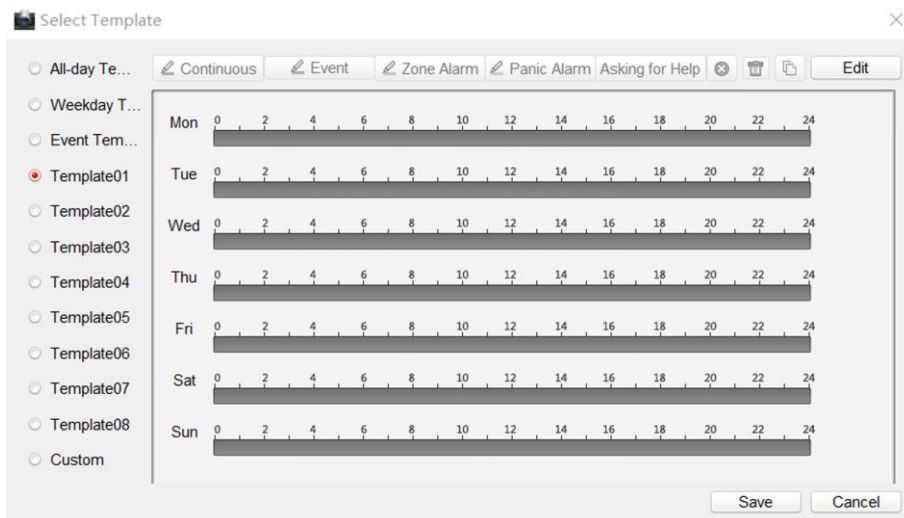 Select Template
All-day Te...
Continuous Event Zone Alarm Panic Alarm Asking for Help Edit
Weekday T...
Event Tem...
Template01
Template02
Template03
Template04
Template05
Template06
Template07
Template08
Custom
Mon 0 2 4 6 8 10 12 14 16 18 20 22 24
Tue 0 2 4 6 8 10 12 14 16 18 20 22 24
Wed 0 2 4 6 8 10 12 14 16 18 20 22 24
Thu 0 2 4 6 8 10 12 14 16 18 20 22 24
Fri 0 2 4 6 8 10 12 14 16 18 20 22 24
Sat 0 2 4 6 8 10 12 14 16 18 20 22 24
Sun 0 2 4 6 8 10 12 14 16 18 20 22 24
Save Cancel